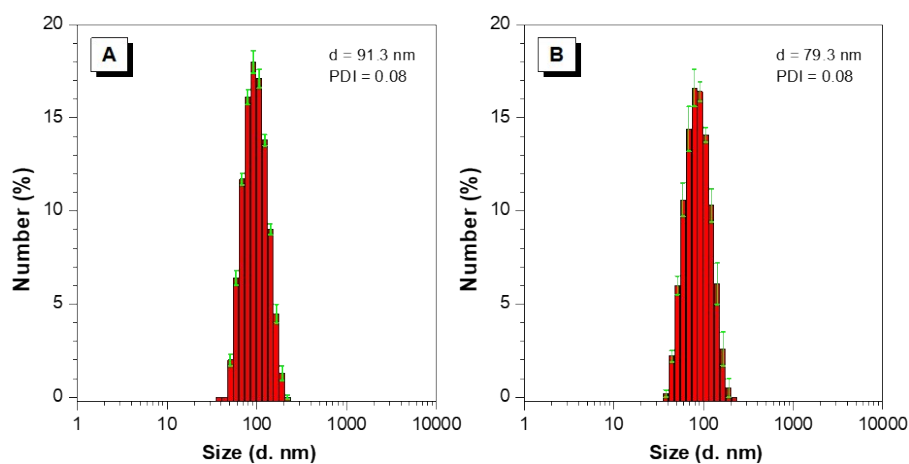 A
d = 91.3 nm
PDI = 0.08
20
15
10
5
0
Number (%)
1
10
100
1000
10000
Size (d. nm)
B
d = 79.3 nm
PDI = 0.08
20
15
10
5
0
Number (%)
1
10
100
1000
10000
Size (d. nm)